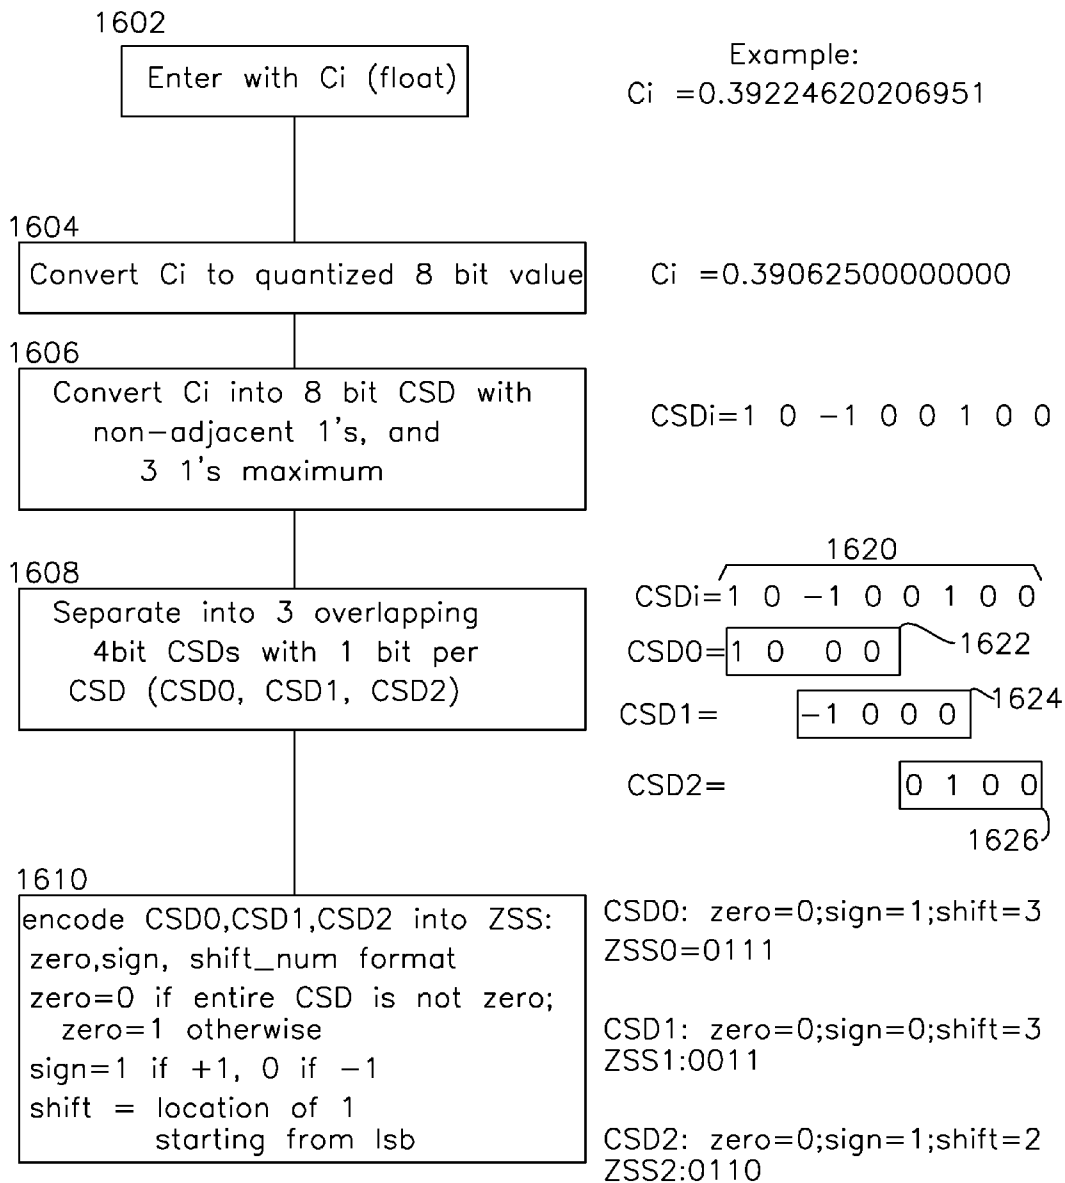 1602
Enter with Ci (float)
Example:
Ci =0.39224620206951
1604
Convert Ci to quantized 8 bit value
Ci =0.39062500000000
1606
Convert Ci into 8 bit CSD with
non-adjacent 1's, and
3 1's maximum
CSDi=1 0 -1 0 0 1 0 0
1608
Separate into 3 overlapping
4bit CSDs with 1 bit per
CSD (CSD0, CSD1, CSD2)
1620
CSDi=1 0 -1 0 0 1 0 0
CSD0=1 0 0 0
1622
CSD1= -1 0 0 0
1624
CSD2= 0 1 0 0
1626
1610
encode CSD0,CSD1,CSD2 into ZSS:
zero,sign, shift_num format
zero=0 if entire CSD is not zero;
zero=1 otherwise
sign=1 if +1, 0 if -1
shift = location of 1
starting from lsb
CSD0: zero=0;sign=1;shift=3
ZSS0=0111
CSD1: zero=0;sign=0;shift=3
ZSS1:0011
CSD2: zero=0;sign=1;shift=2
ZSS2:0110